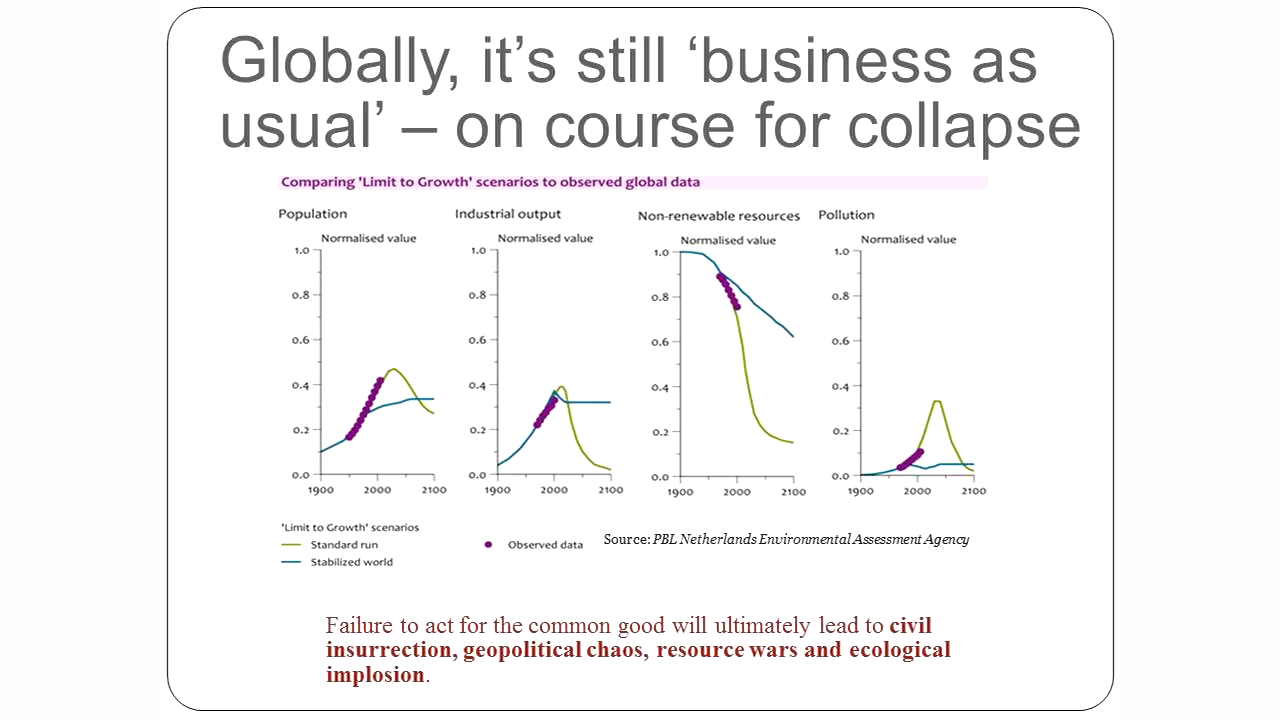 Globally, it’s still ‘business as
usual’ – on course for collapse
Comparing 'Limit to Growth' scenarios to observed global data
Population
Normalised value
1.0
0.8
0.6
0.4
0.2
0.0
1900 2000 2100
Industrial output
Normalised value
1.0
0.8
0.6
0.4
0.2
0.0
1900 2000 2100
Non-renewable resources
Normalised value
1.0
0.8
0.6
0.4
0.2
0.0
1900 2000 2100
Pollution
Normalised value
1.0
0.8
0.6
0.4
0.2
0.0
1900 2000 2100
'Limit to Growth' scenarios
Standard run
Stabilized world
Observed data
Source: PBL Netherlands Environmental Assessment Agency
Failure to act for the common good will ultimately lead to civil
insurrection, geopolitical chaos, resource wars and ecological
implosion.